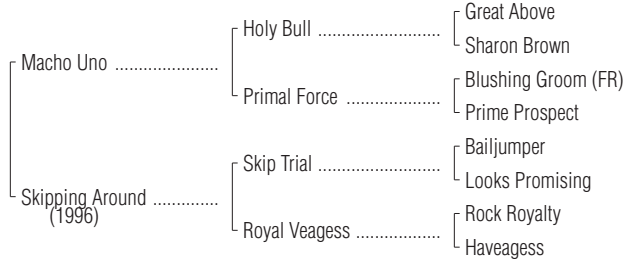 Great Above
Holy Bull ............................
Sharon Brown
Macho Uno .......................
Blushing Groom (FR)
Primal Force .....................
Prime Prospect
Bailjumper
Skip Trial ...........................
Looks Promising
Skipping Around ..............
(1996)
Rock Royalty
Royal Veagess ...................
Haveagess